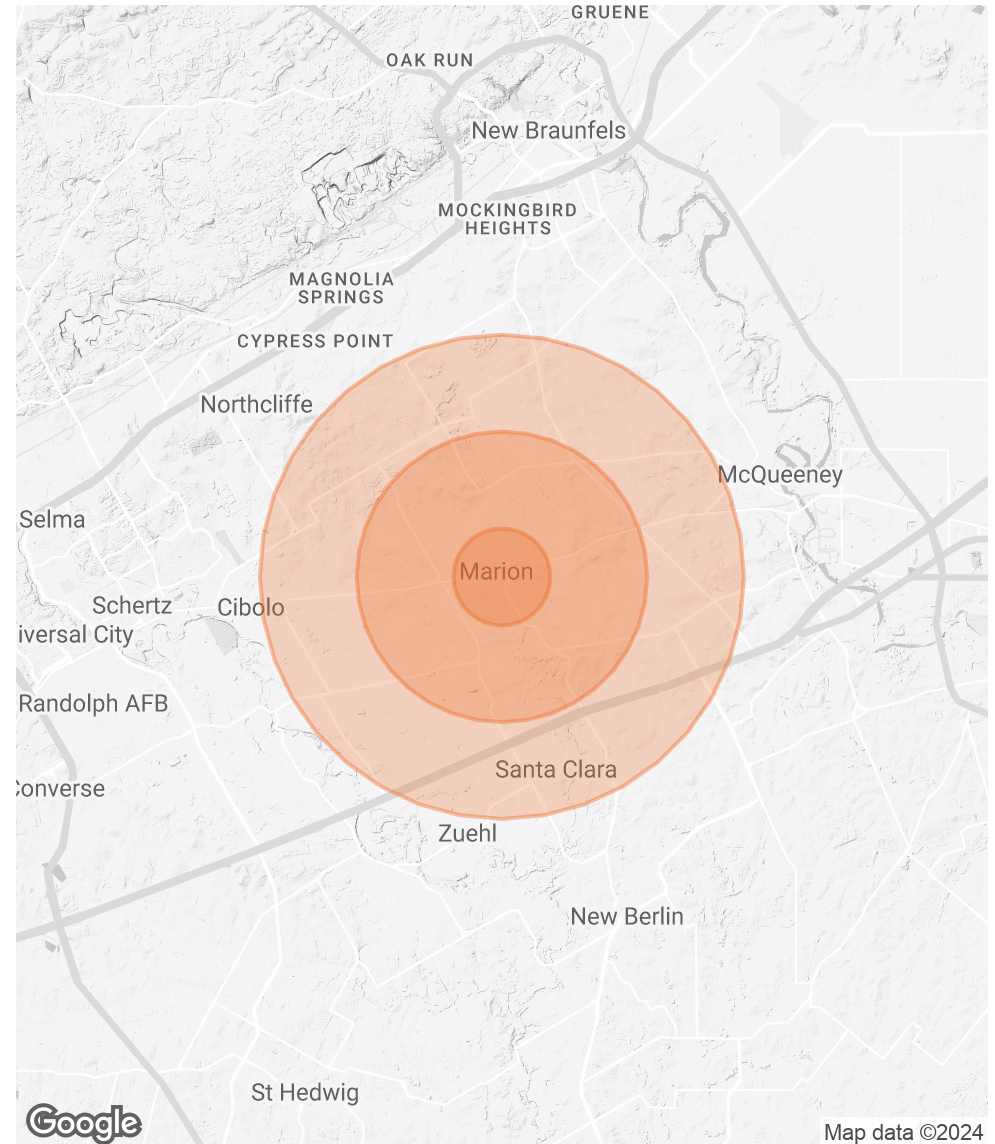 GRUENE
OAK RUN
New Braunfels
MOCKINGBIRD
HEIGHTS
MAGNOLIA
SPRINGS
CYPRESS POINT
Northcliffe
McQueeney
Selma
Marion
Schertz
Cibolo
iversal City
Randolph AFB
Santa Clara
Converse
Zuehl
New Berlin
St Hedwig
Google
Map data ©2024